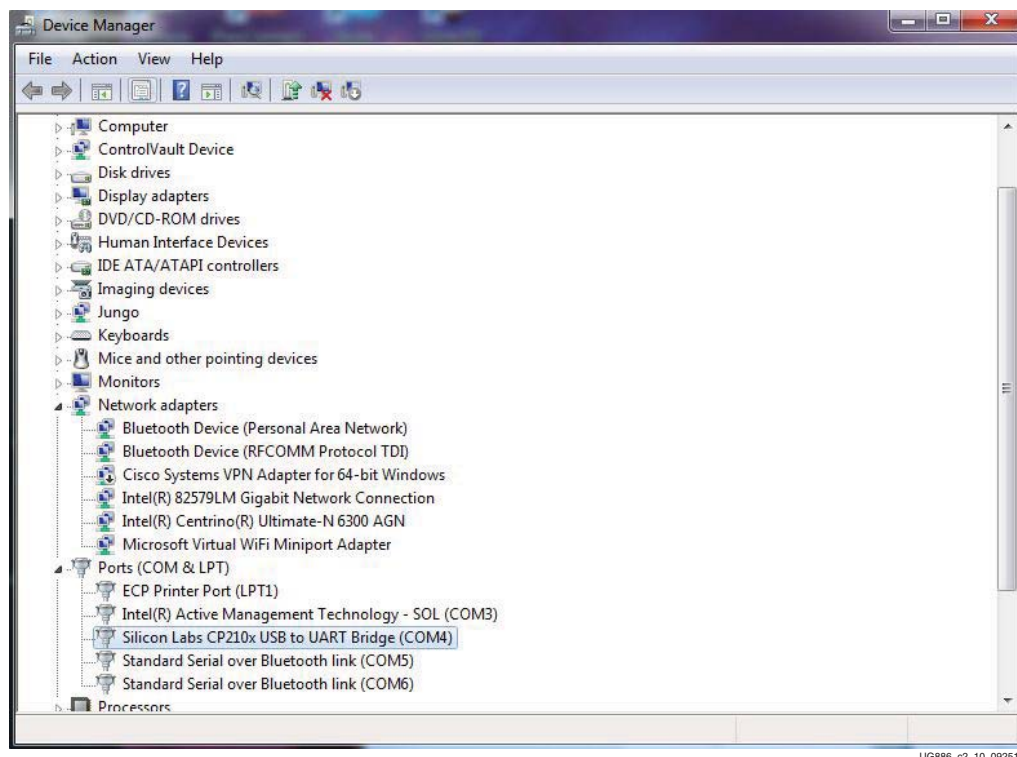 Device Manager
File Action View Help
Computer
ControlVault Device
Disk drives
Display adapters
DVD/CD-ROM drives
Human Interface Devices
IDE ATA/ATAPI controllers
Imaging devices
Jungo
Keyboards
Mice and other pointing devices
Monitors
Network adapters
Bluetooth Device (Personal Area Network)
Bluetooth Device (RFCOMM Protocol TDI)
Cisco Systems VPN Adapter for 64-bit Windows
Intel(R) 82579LM Gigabit Network Connection
Intel(R) Centrino(R) Ultimate-N 6300 AGN
Microsoft Virtual WiFi Miniport Adapter
Ports (COM & LPT)
ECP Printer Port (LPT1)
Intel(R) Active Management Technology - SOL (COM3)
Silicon Labs CP210x USB to UART Bridge (COM4)
Standard Serial over Bluetooth link (COM5)
Standard Serial over Bluetooth link (COM6)
Processors